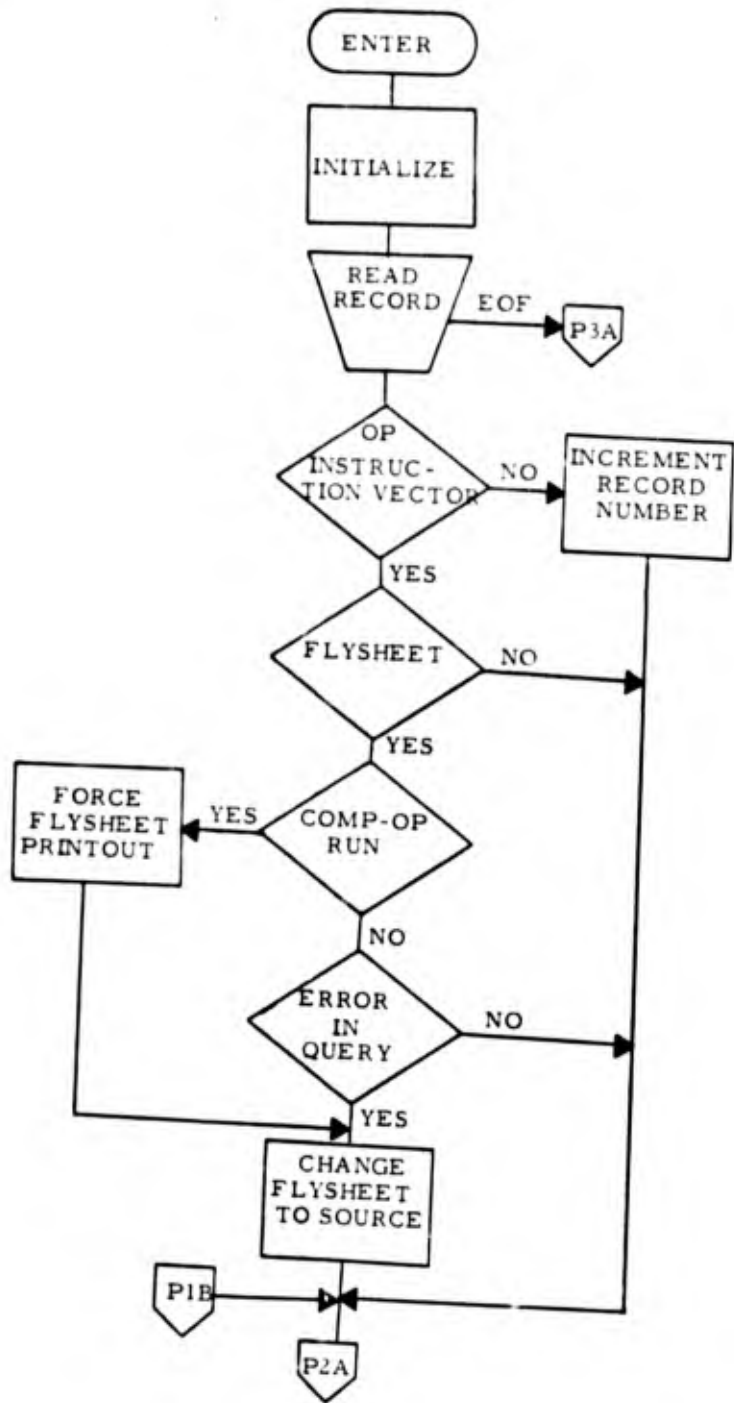 ENTER
INITIALIZE
READ
RECORD
EOF
P3A
OP
INSTRUC-
TION VECTOR
NO
INCREMENT
RECORD
NUMBER
YES
FLYSHEET
NO
YES
FORCE
FLYSHEET
PRINTOUT
YES
COMP-OP
RUN
NO
ERROR
IN
QUERY
NO
YES
CHANGE
FLYSHEET
TO SOURCE
P1B
P2A